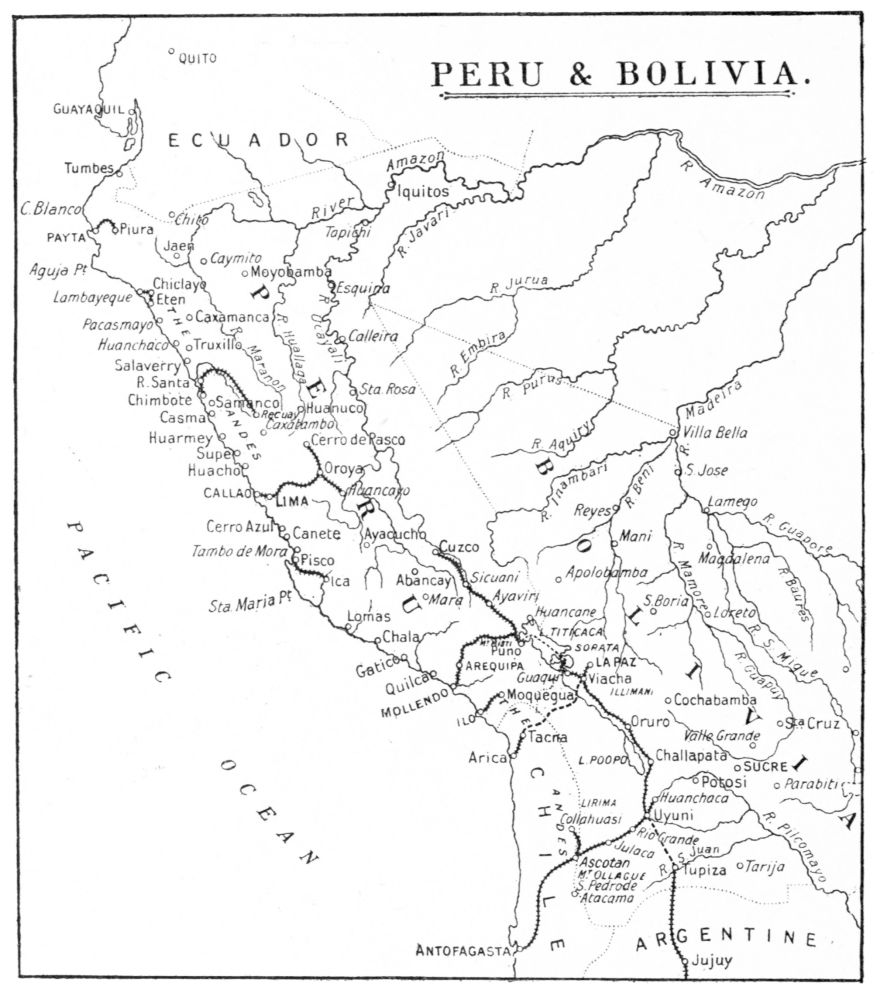 PERU & BOLIVIA.
QUITO
GUAYAQUIL
ECUADOR
Tumbes
C. Blanco
PAYTA
Piura
Chito
Jaen
Caymito
Moyobamba
River
Amazon
Iquitos
Tapichi
R. Javari
R. Amazon
Aguja Pt
Chiclayo
Lambayeque
Eten
Pacasmayo
Caxamanca
Huanchaco
Truxillo
Salaverry
R. Santa
Chimbote
Samanco
Casma
Recuay
Caxatambo
Huarmey
Supe
Huacho
THE
ANDES
R. Maranon
R. Huallaga
R. Ucayali
Esquina
Calleira
Sta. Rosa
Huanuco
Cerro de Pasco
Oroya
CALLAO
LIMA
Huancayo
R. Jurua
R. Embira
R. Purus
R. Aquiry
R. Inambari
R. Madeira
Villa Bella
S. Jose
R. Beni
Reyes
Lamego
R. Guapore
Mani
Magdalena
R. Baures
Apolobamba
R. Mamore
S. Boria
Loreto
R. S. Migue
R. Guapuy
Cerro Azul
Canete
Tambo de Mora
Pisco
Ica
Ayacucho
Cuzco
Abancay
Mara
Sicuani
Ayaviri
Sta. Maria Pt
Lomas
Chala
Gatico
Quilca
MOLLENDO
Mt. Misti
AREQUIPA
Puno
Huancane
L. TITICACA
SORATA
LA PAZ
Guaqui
Viacha
ILLIMANI
ILO
Moquegua
THE
Tacna
Arica
Oruro
Cochabamba
Valle Grande
Sta Cruz
L. POOPO
Challapata
SUCRE
Potosi
Parabiti
Huanchaca
LIRIMA
Collahuasi
ANDES
Uyuni
Rio Grande
Julaca
R. S. Juan
R. Pilcomayo
Ascotan
Mt OLLAGUE
S. Pedro de
Atacama
Tupiza
Tarija
ANTOFAGASTA
Jujuy
PERU
BOLIVIA
CHILE
ARGENTINE
PACIFIC
OCEAN